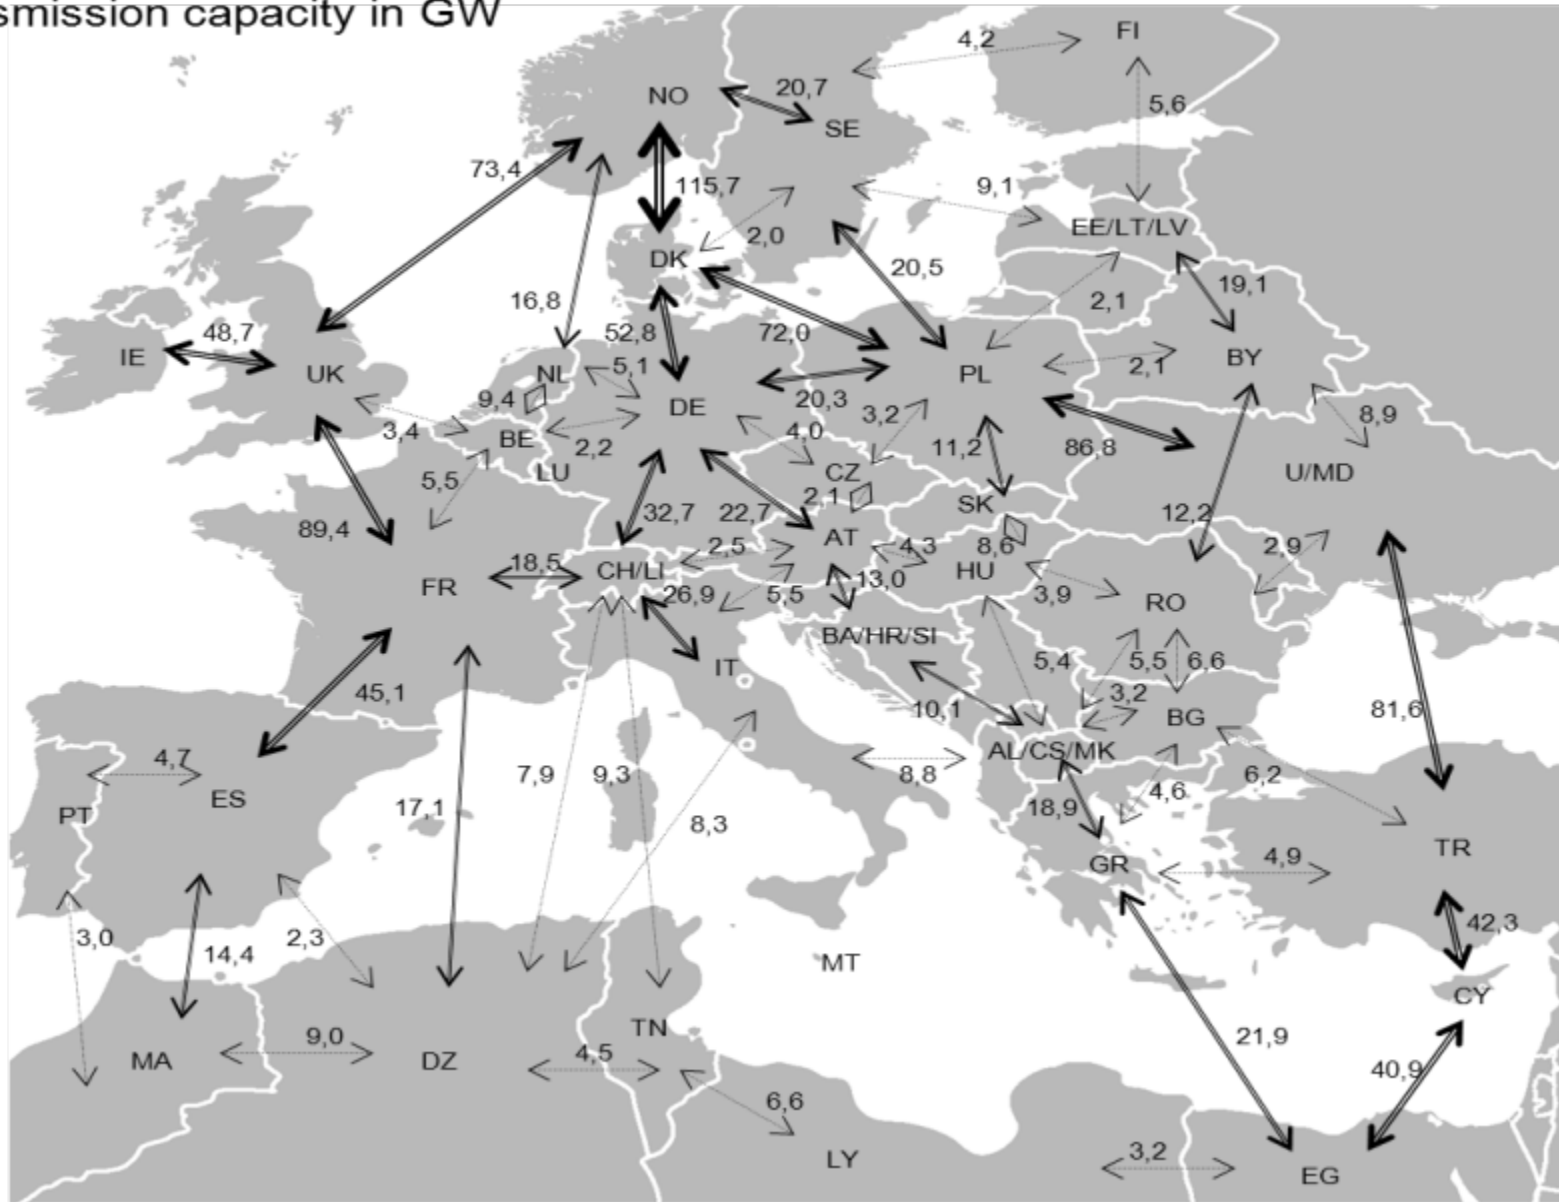 smission capacity in GW
FI
4,2
NO
20,7
5,6
SE
73,4
115,7
9,1
2,0
EE/LT/LV
DK
20,5
19,1
16,8
2,1
52,8
72,0
48,7
IE
UK
NL
5,1
PL
2,1
BY
9,4
DE
20,3
3,2
8,9
3,4
BE
2,2
4,0
11,2
86,8
LU
CZ
U/MD
5,5
2,1
SK
89,4
32,7
22,7
12,2
AT
2,5
4,3
8,6
2,9
18,5
CH/LI
HU
FR
26,9
5,5
13,0
3,9
RO
BA/HR/SI
IT
5,4
5,5
6,6
45,1
3,2
10,1
BG
81,6
4,7
AL/CS/MK
7,9
9,3
8,8
6,2
ES
4,6
PT
17,1
18,9
8,3
TR
GR
4,9
3,0
14,4
2,3
42,3
MT
CY
TN
21,9
9,0
MA
DZ
4,5
40,9
6,6
LY
3,2
EG